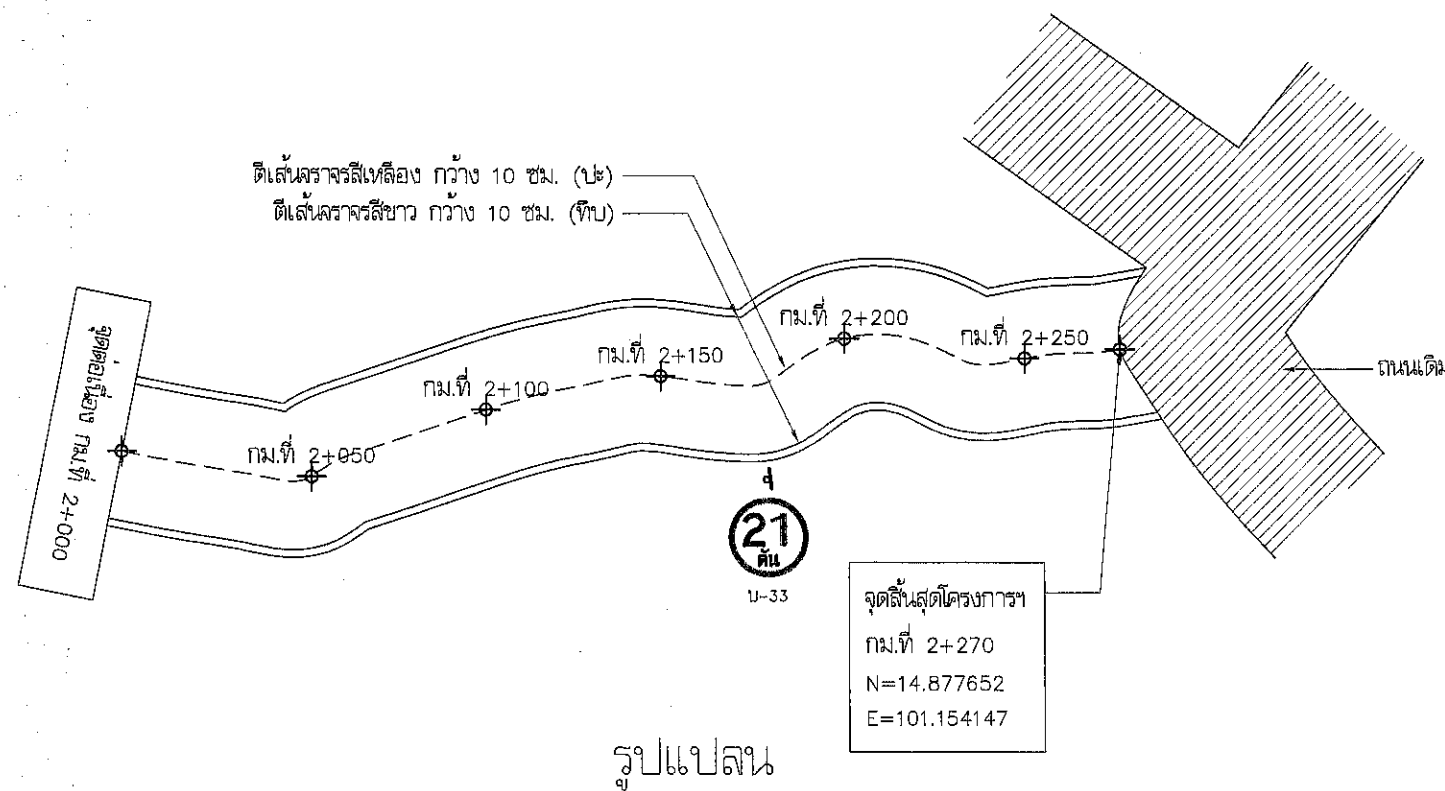 ตีเส้นจราจรสีเหลือง กว้าง 10 ซม. (ปะ)
ตีเส้นจราจรสีขาว กว้าง 10 ซม. (ทึบ)
จุดต่อเนื่อง กม.ที่ 2+000
กม.ที่ 2+050
กม.ที่ 2+100
กม.ที่ 2+150
กม.ที่ 2+200
กม.ที่ 2+250
ถนนเดิม
21
ตัน
บ-33
จุดสิ้นสุดโครงการฯ
กม.ที่ 2+270
N=14.877652
E=101.154147
รูปแปลน